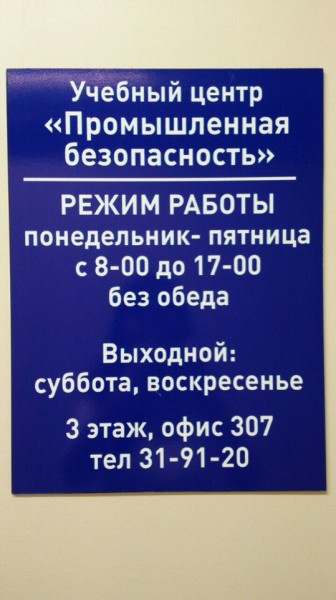 Учебный центр
«Промышленная
безопасность»
РЕЖИМ РАБОТЫ
понедельник- пятница
с 8-00 до 17-00
без обеда
Выходной:
суббота, воскресенье
3 этаж, офис 307
тел 31-91-20